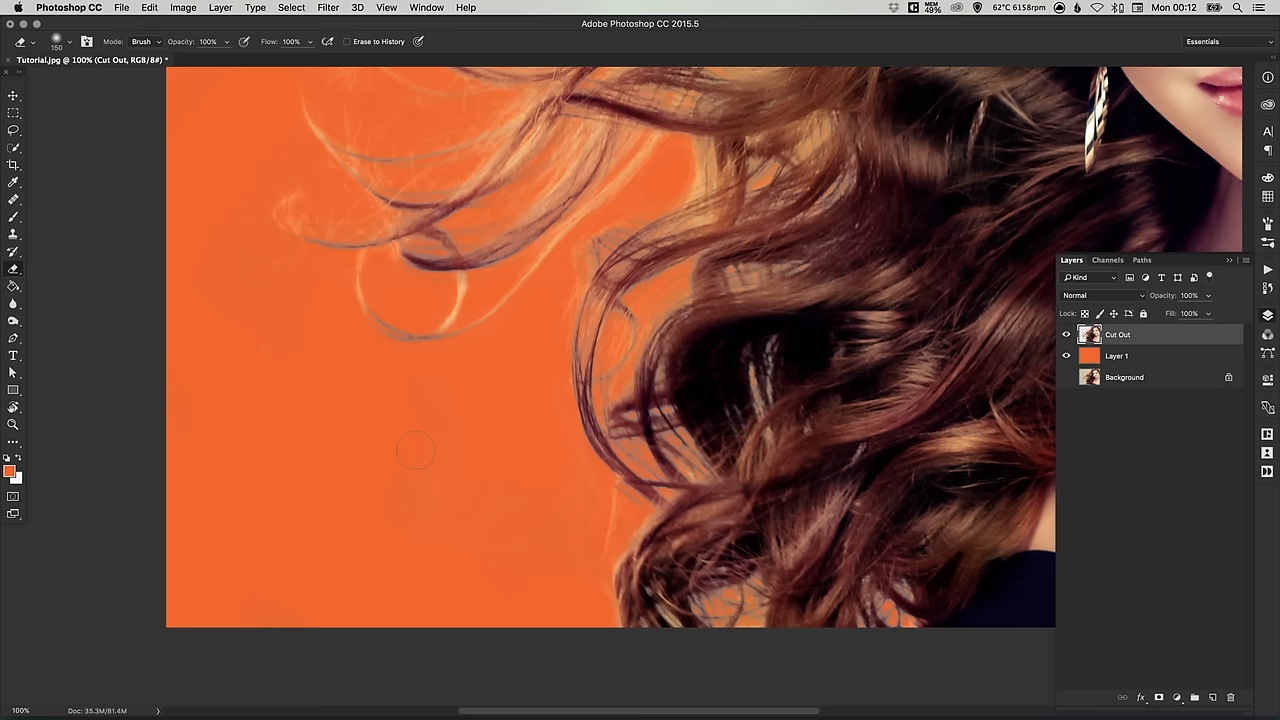 Photoshop CC File Edit Image Layer Type Select Filter 3D View Window Help MEM 49% 62°C 6158rpm Mon 00:12
Adobe Photoshop CC 2015.5
150 Mode: Brush Opacity: 100% Flow: 100% Erase to History Essentials
Tutorial.jpg @ 100% (Cut Out, RGB/8#) *
Layers Channels Paths
Kind
Normal Opacity: 100%
Lock: Fill: 100%
Cut Out
Layer 1
Background
100% Doc: 35.3M/81.4M